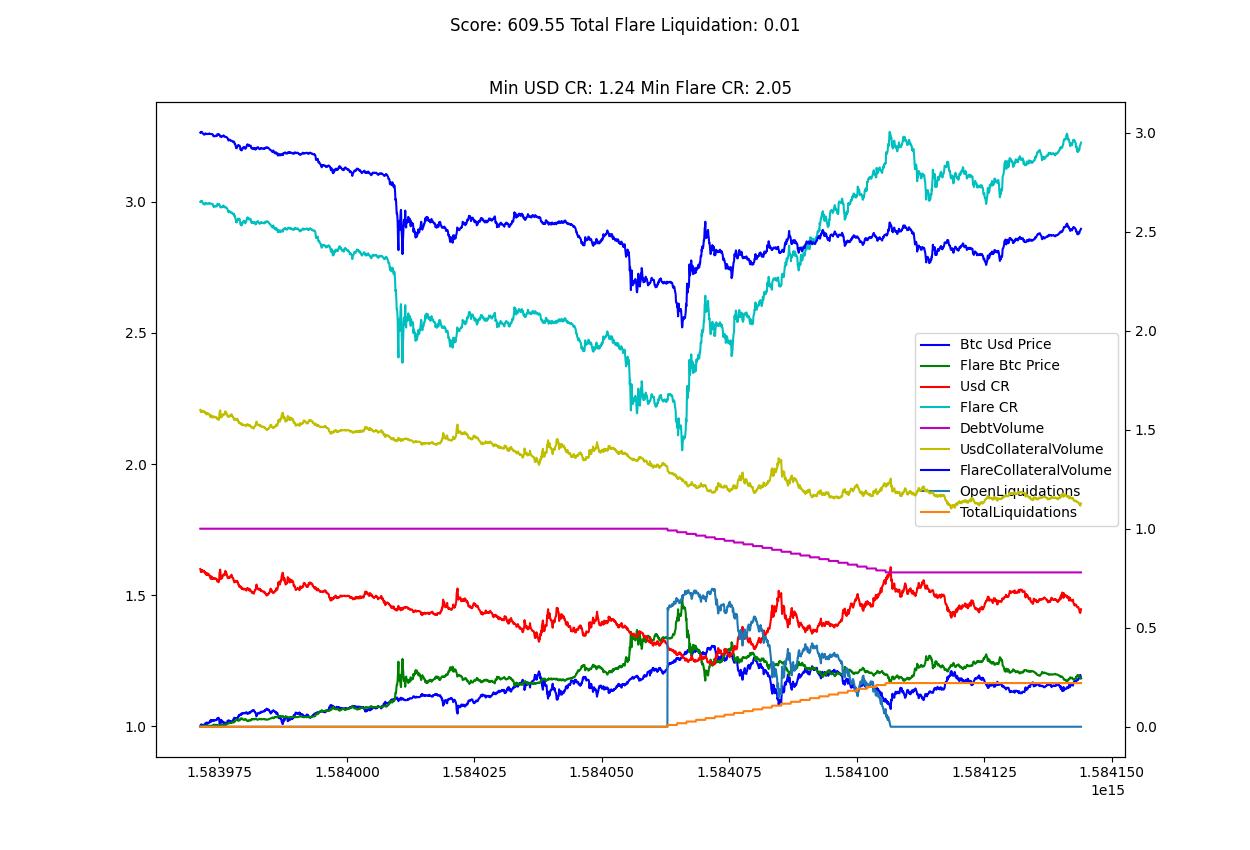 Score: 609.55 Total Flare Liquidation: 0.01
Min USD CR: 1.24 Min Flare CR: 2.05
3.0
2.5
2.0
1.5
1.0
3.0
2.5
2.0
1.5
1.0
0.5
0.0
Btc Usd Price
Flare Btc Price
Usd CR
Flare CR
DebtVolume
UsdCollateralVolume
FlareCollateralVolume
OpenLiquidations
TotalLiquidations
1.583975 1.584000 1.584025 1.584050 1.584075 1.584100 1.584125 1.584150
1e15